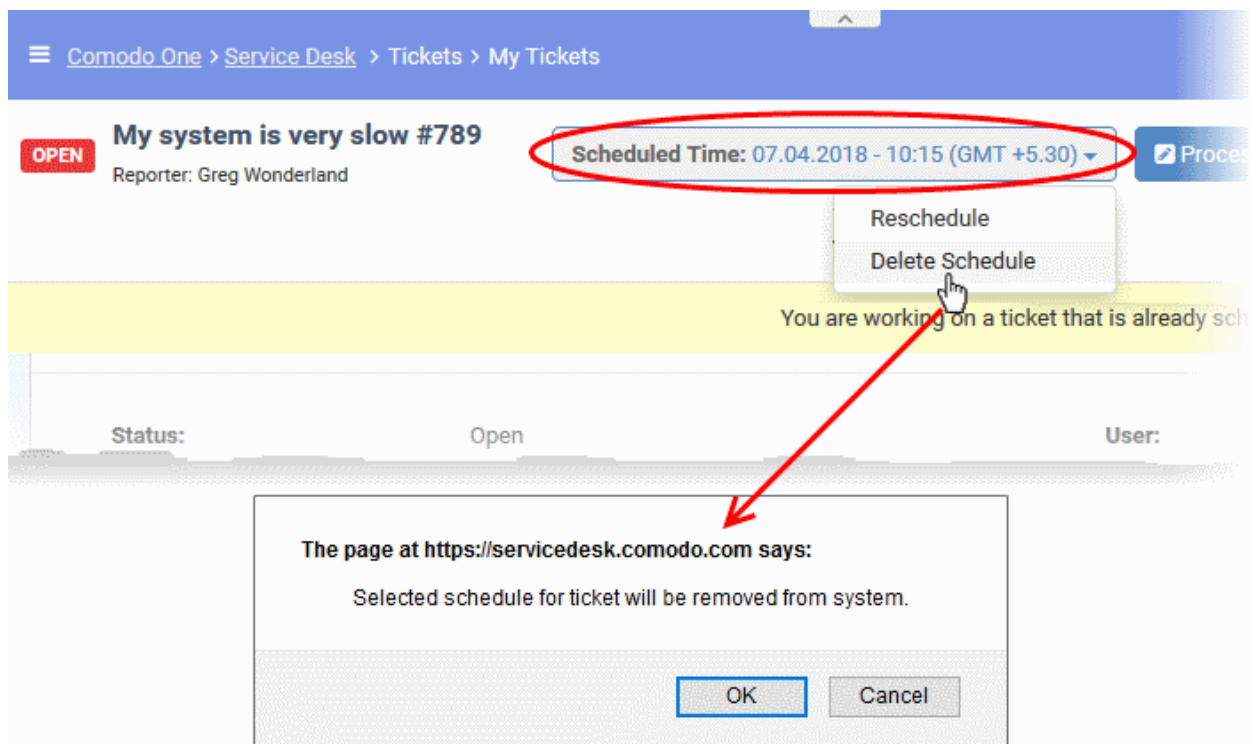 Comodo One > Service Desk > Tickets > My Tickets
OPEN
My system is very slow #789
Reporter: Greg Wonderland
Scheduled Time: 07.04.2018 - 10:15 (GMT +5.30)
Proces
Reschedule
Delete Schedule
You are working on a ticket that is already sch
Status:
Open
User:
The page at https://servicedesk.comodo.com says:
Selected schedule for ticket will be removed from system.
OK
Cancel